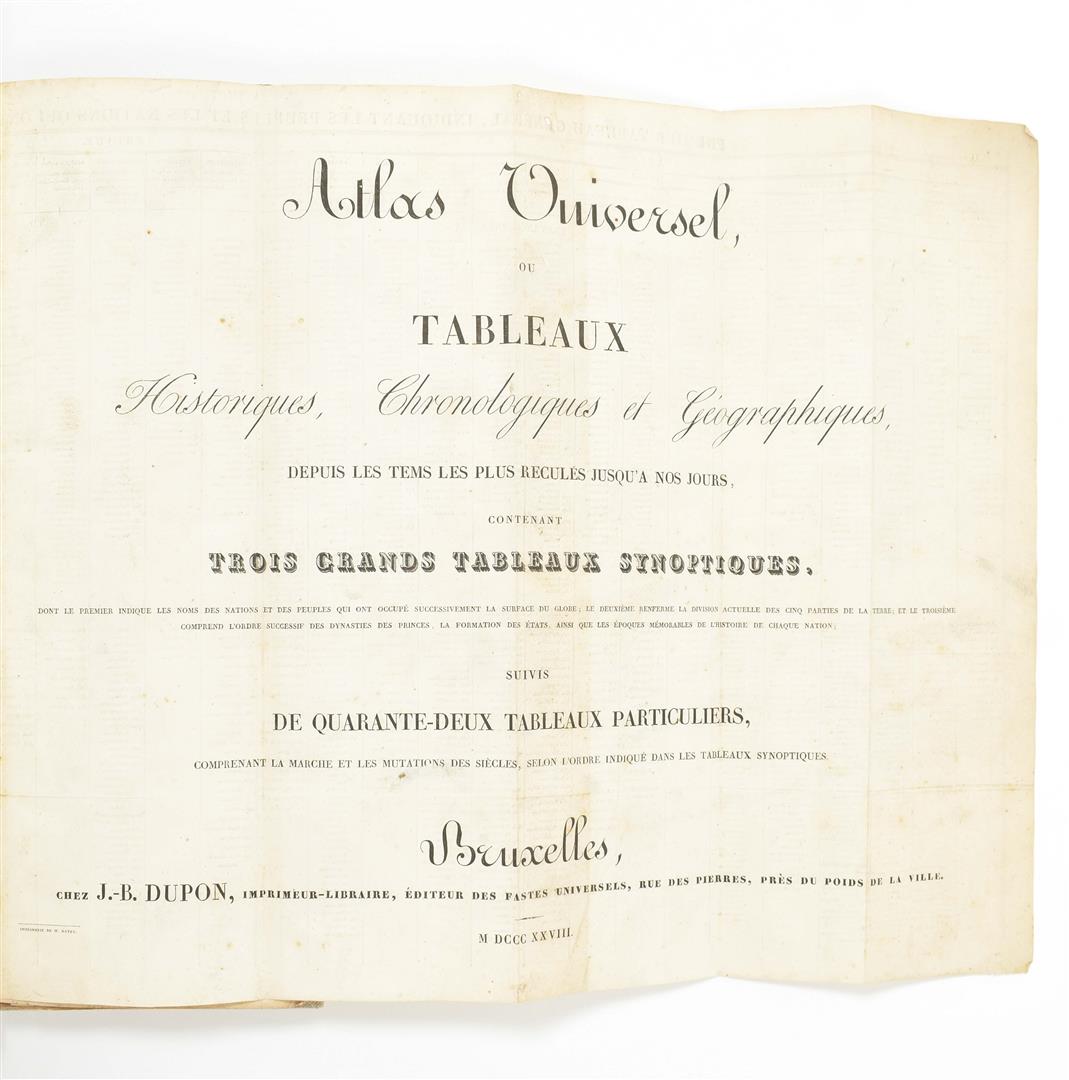 Atlas Universel,
OU
TABLEAUX
Historiques, Chronologiques et Géographiques,
DEPUIS LES TEMS LES PLUS RECULÉS JUSQU'A NOS JOURS,
CONTENANT
TROIS GRANDS TABLEAUX SYNOPTIQUES,
DONT LE PREMIER INDIQUE LES NOMS DES NATIONS ET DES PEUPLES QUI ONT OCCUPÉ SUCCESSIVEMENT LA SURFACE DU GLOBE; LE DEUXIÈME RENFERME LA DIVISION ACTUELLE DES CINQ PARTIES DE LA TERRE; ET LE TROISIÈME
COMPREND L'ORDRE SUCCESSIF DES DYNASTIES DES PRINCES, LA FORMATION DES ÉTATS, AINSI QUE LES ÉPOQUES MÉMORABLES DE L'HISTOIRE DE CHAQUE NATION;
SUIVIS
DE QUARANTE-DEUX TABLEAUX PARTICULIERS,
COMPRENANT LA MARCHE ET LES MUTATIONS DES SIÈCLES, SELON L'ORDRE INDIQUÉ DANS LES TABLEAUX SYNOPTIQUES.
Bruxelles,
CHEZ J.-B. DUPON, IMPRIMEUR-LIBRAIRE, ÉDITEUR DES FASTES UNIVERSELS, RUE DES PIERRES, PRÈS DU POIDS DE LA VILLE.
IMPRIMERIE DE
M DCCC XXVIII.